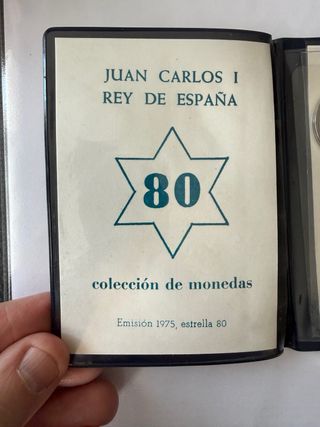 JUAN CARLOS I
REY DE ESPAÑA
80
colección de monedas
Emisión 1975, estrella 80